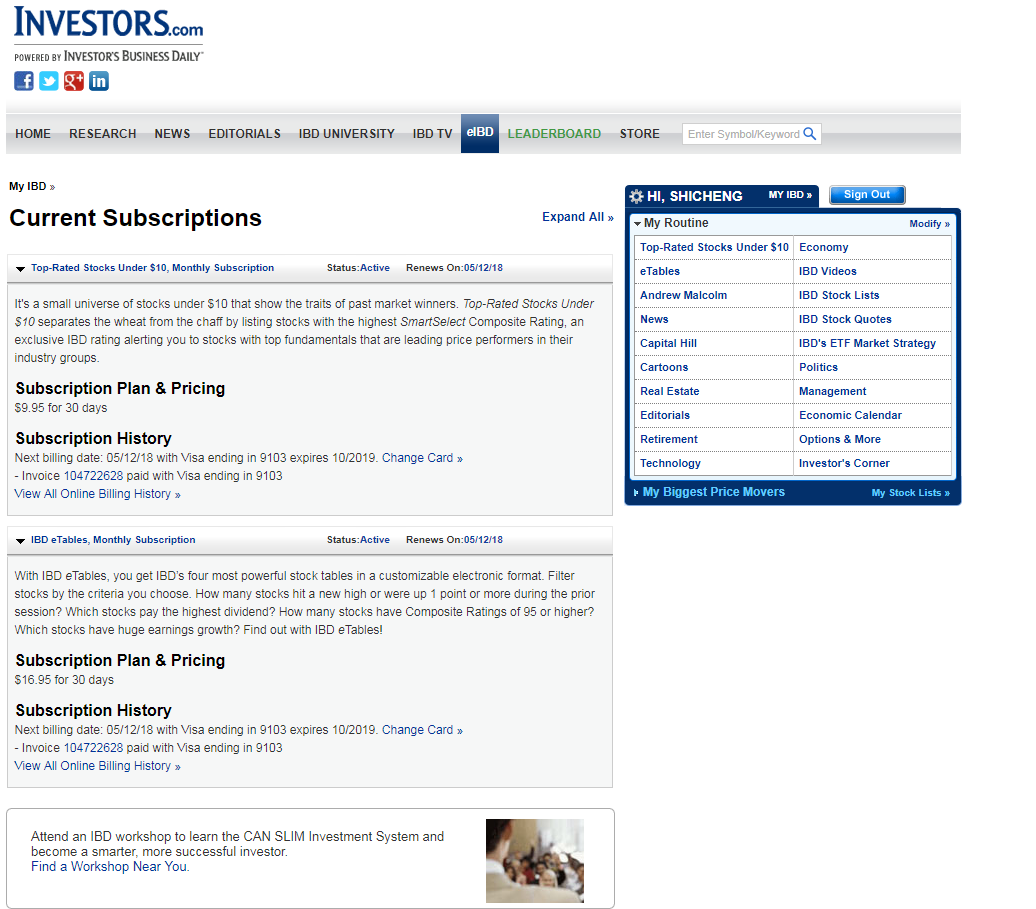 INVESTORS.com
POWERED BY INVESTOR'S BUSINESS DAILY
HOME RESEARCH NEWS EDITORIALS IBD UNIVERSITY IBD TV eIBD LEADERBOARD STORE Enter Symbol/Keyword
My IBD »
Current Subscriptions
Expand All »
Top-Rated Stocks Under $10, Monthly Subscription Status:Active Renews On:05/12/18
It's a small universe of stocks under $10 that show the traits of past market winners. Top-Rated Stocks Under
$10 separates the wheat from the chaff by listing stocks with the highest SmartSelect Composite Rating, an
exclusive IBD rating alerting you to stocks with top fundamentals that are leading price performers in their
industry groups.
Subscription Plan & Pricing
$9.95 for 30 days
Subscription History
Next billing date: 05/12/18 with Visa ending in 9103 expires 10/2019. Change Card »
- Invoice 104722628 paid with Visa ending in 9103
View All Online Billing History »
IBD eTables, Monthly Subscription Status:Active Renews On:05/12/18
With IBD eTables, you get IBD's four most powerful stock tables in a customizable electronic format. Filter
stocks by the criteria you choose. How many stocks hit a new high or were up 1 point or more during the prior
session? Which stocks pay the highest dividend? How many stocks have Composite Ratings of 95 or higher?
Which stocks have huge earnings growth? Find out with IBD eTables!
Subscription Plan & Pricing
$16.95 for 30 days
Subscription History
Next billing date: 05/12/18 with Visa ending in 9103 expires 10/2019. Change Card »
- Invoice 104722628 paid with Visa ending in 9103
View All Online Billing History »
Attend an IBD workshop to learn the CAN SLIM Investment System and
become a smarter, more successful investor.
Find a Workshop Near You.
HI, SHICHENG MY IBD » Sign Out
My Routine Modify »
Top-Rated Stocks Under $10 Economy
eTables IBD Videos
Andrew Malcolm IBD Stock Lists
News IBD Stock Quotes
Capital Hill IBD's ETF Market Strategy
Cartoons Politics
Real Estate Management
Editorials Economic Calendar
Retirement Options & More
Technology Investor's Corner
My Biggest Price Movers My Stock Lists »